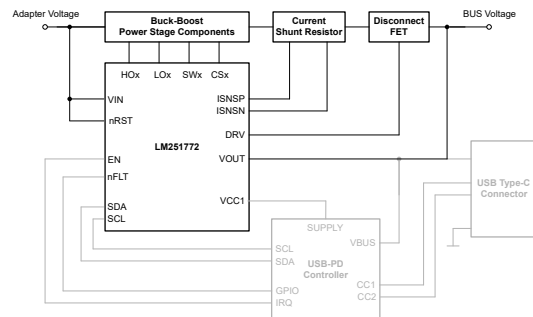 Adapter Voltage
Buck-Boost
Power Stage Components
Current
Shunt Resistor
Disconnect
FET
BUS Voltage
HOx LOx SWx CSx
VIN
nRST
EN
nFLT
SDA
SCL
LM251772
ISNSP
ISNSN
DRV
VOUT
VCC1
SUPPLY
VBUS
SCL
SDA
USB-PD
Controller
GPIO
IRQ
CC1
CC2
USB Type-C
Connector